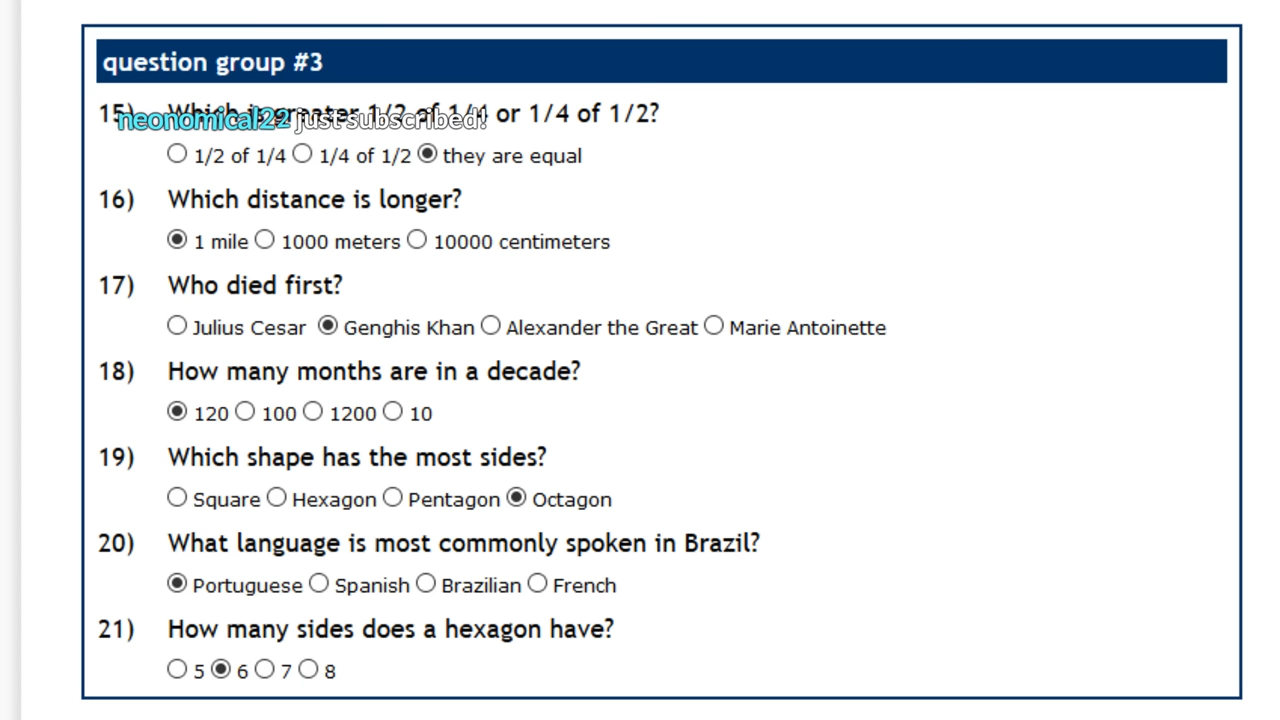 question group #3
15) Which is greater 1/2 of 1/4 or 1/4 of 1/2?
neonomical22 just subscribed!
1/2 of 1/4 1/4 of 1/2 they are equal
16) Which distance is longer?
1 mile 1000 meters 10000 centimeters
17) Who died first?
Julius Cesar Genghis Khan Alexander the Great Marie Antoinette
18) How many months are in a decade?
120 100 1200 10
19) Which shape has the most sides?
Square Hexagon Pentagon Octagon
20) What language is most commonly spoken in Brazil?
Portuguese Spanish Brazilian French
21) How many sides does a hexagon have?
5 6 7 8